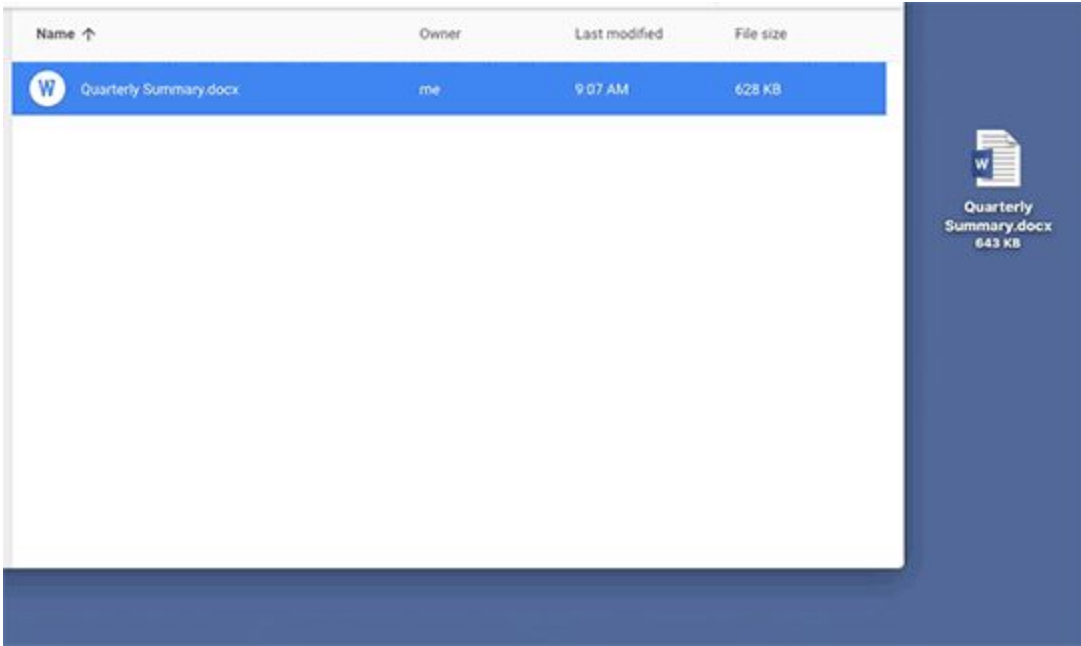 Name ↑ Owner Last modified File size
W Quarterly Summary.docx me 9:07 AM 628 KB
W
Quarterly
Summary.docx
643 KB